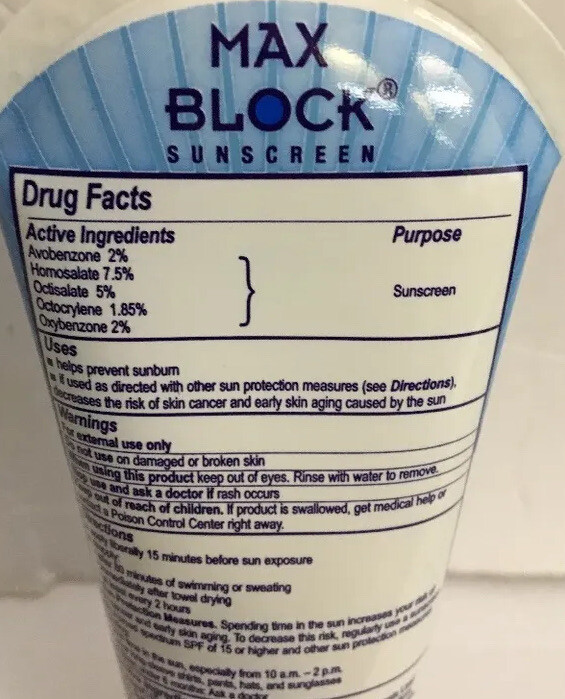 MAX
BLOCK®
SUNSCREEN
Drug Facts
Active Ingredients Purpose
Avobenzone 2%
Homosalate 7.5%
Octisalate 5% Sunscreen
Octocrylene 1.85%
Oxybenzone 2%
Uses
▪ helps prevent sunburn
▪ if used as directed with other sun protection measures (see Directions),
decreases the risk of skin cancer and early skin aging caused by the sun
Warnings
For external use only
not use on damaged or broken skin
using this product keep out of eyes. Rinse with water to remove.
use and ask a doctor if rash occurs
out of reach of children. If product is swallowed, get medical help or
a Poison Control Center right away.
liberally 15 minutes before sun exposure
minutes of swimming or sweating
after towel drying
every 2 hours
Measures. Spending time in the sun increases your risk of
and early skin aging. To decrease this risk, regularly use a
spectrum SPF of 15 or higher and other sun protection
in the sun, especially from 10 a.m. – 2 p.m.
shirts, pants, hats, and sunglasses
6 months: Ask a doctor